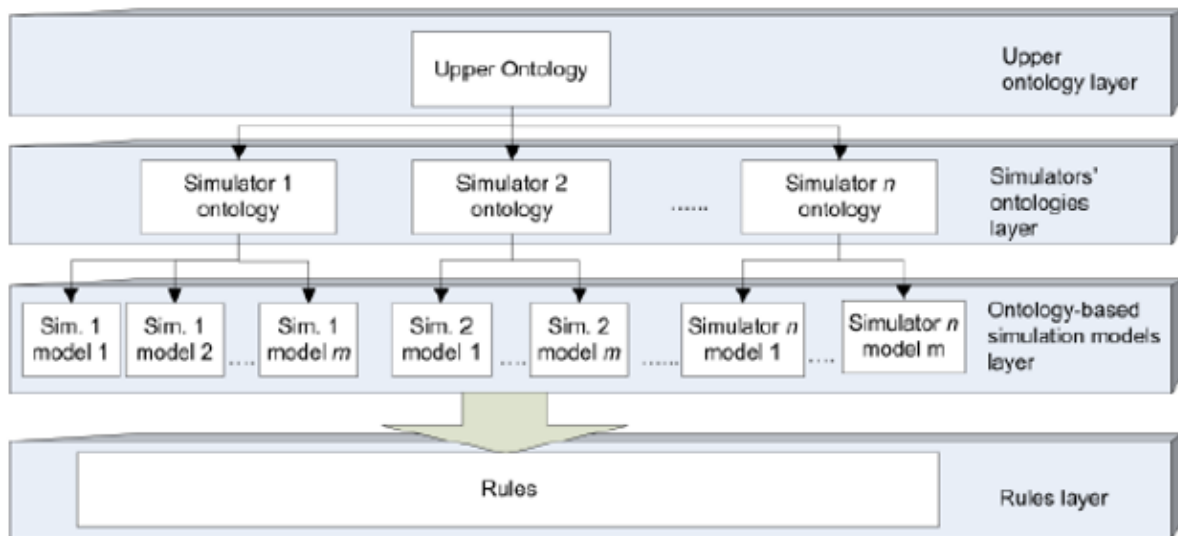 Upper Ontology
Upper
ontology layer
Simulator 1
ontology
Simulator 2
ontology
......
Simulator n
ontology
Simulators'
ontologies
layer
Sim. 1
model 1
Sim. 1
model 2
....
Sim. 1
model m
Sim. 2
model 1
....
Sim. 2
model m
......
Simulator n
model 1
....
Simulator n
model m
Ontology-based
simulation models
layer
Rules
Rules layer